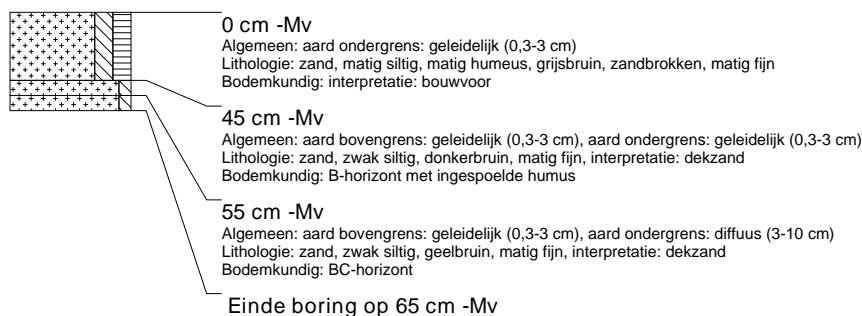 0 cm -Mv
Algemeen: aard ondergrens: geleidelijk (0,3-3 cm)
Lithologie: zand, matig siltig, matig humeus, grijsbruin, zandbrokken, matig fijn
Bodemkundig: interpretatie: bouwvoor
45 cm -Mv
Algemeen: aard bovengrens: geleidelijk (0,3-3 cm), aard ondergrens: geleidelijk (0,3-3 cm)
Lithologie: zand, zwak siltig, donkerbruin, matig fijn, interpretatie: dekzand
Bodemkundig: B-horizont met ingespoelde humus
55 cm -Mv
Algemeen: aard bovengrens: geleidelijk (0,3-3 cm), aard ondergrens: diffuus (3-10 cm)
Lithologie: zand, zwak siltig, geelbruin, matig fijn, interpretatie: dekzand
Bodemkundig: BC-horizont
Einde boring op 65 cm -Mv